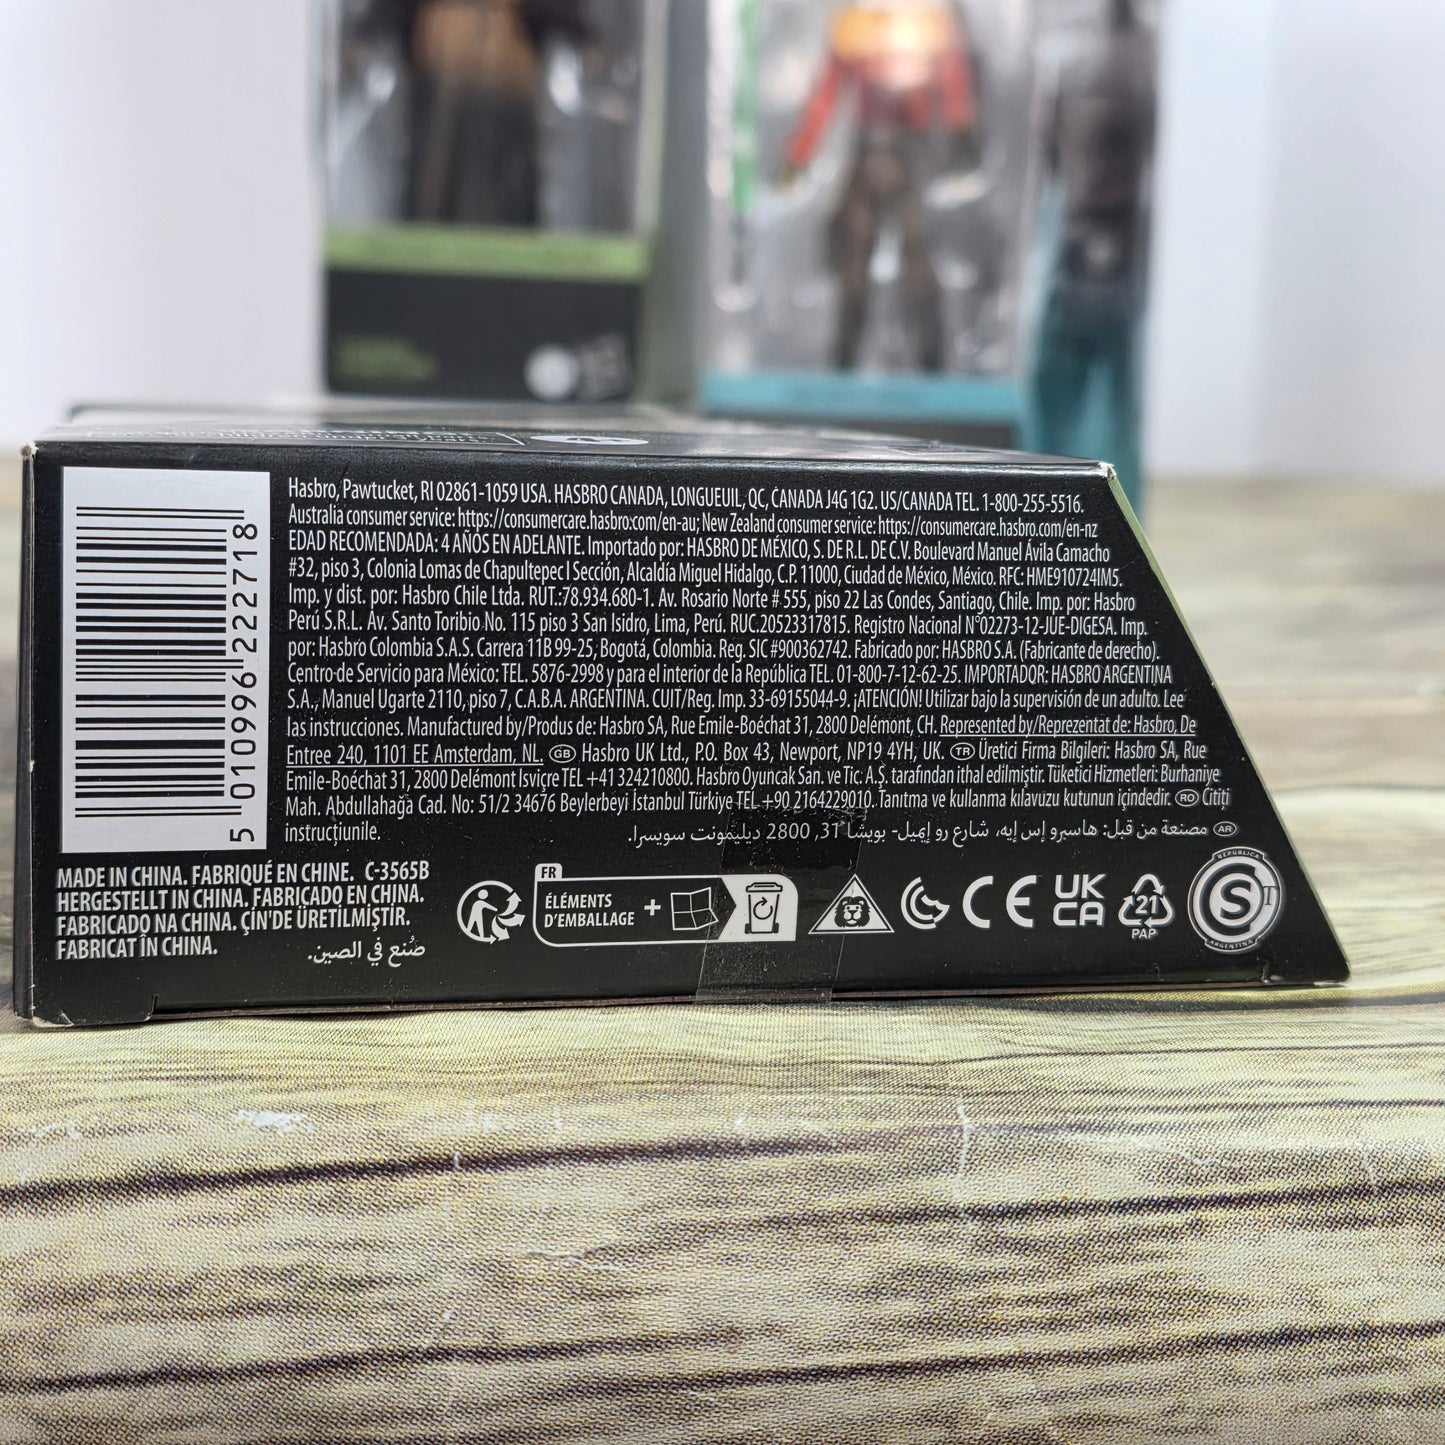 5 010996 222718
Hasbro, Pawtucket, RI 02861-1059 USA. HASBRO CANADA, LONGUEUIL, QC, CANADA J4G 1G2. US/CANADA TEL. 1-800-255-5516.
Australia consumer service: https://consumercare.hasbro.com/en-au; New Zealand consumer service: https://consumercare.hasbro.com/en-nz
EDAD RECOMENDADA: 4 AÑOS EN ADELANTE. Importado por: HASBRO DE MÉXICO, S. DE R.L. DE C.V. Boulevard Manuel Ávila Camacho
#32, piso 3, Colonia Lomas de Chapultepec I Sección, Alcaldía Miguel Hidalgo, C.P. 11000, Ciudad de México, México. RFC: HME910724IM5.
Imp. y dist. por: Hasbro Chile Ltda. RUT.:78.934.680-1. Av. Rosario Norte # 555, piso 22 Las Condes, Santiago, Chile. Imp. por: Hasbro
Perú S.R.L. Av. Santo Toribio No. 115 piso 3 San Isidro, Lima, Perú. RUC.20523317815. Registro Nacional N°02273-12-JUE-DIGESA. Imp.
por: Hasbro Colombia S.A.S. Carrera 11B 99-25, Bogotá, Colombia. Reg. SIC #900362742. Fabricado por: HASBRO S.A. (Fabricante de derecho).
Centro de Servicio para México: TEL. 5876-2998 y para el interior de la República TEL. 01-800-7-12-62-25. IMPORTADOR: HASBRO ARGENTINA
S.A., Manuel Ugarte 2110, piso 7, C.A.B.A. ARGENTINA. CUIT/Reg. Imp. 33-69155044-9. ¡ATENCIÓN! Utilizar bajo la supervisión de un adulto. Lee
las instrucciones. Manufactured by/Produs de: Hasbro SA, Rue Emile-Boéchat 31, 2800 Delémont, CH. Represented by/Reprezentat de: Hasbro, De
Entree 240, 1101 EE Amsterdam, NL. GB Hasbro UK Ltd., P.O. Box 43, Newport, NP19 4YH, UK. TR Üretici Firma Bilgileri: Hasbro SA, Rue
Emile-Boéchat 31, 2800 Delémont İsviçre TEL +41 324210800. Hasbro Oyuncak San. ve Tic. A.Ş. tarafından ithal edilmiştir. Tüketici Hizmetleri: Burhaniye
Mah. Abdullahağa Cad. No: 51/2 34676 Beylerbeyi İstanbul Türkiye TEL +90 2164229010. Tanıtma ve kullanma kılavuzu kutunun içindedir. RO Citiți
instrucțiunile.
AR مصنعة من قبل: هاسبرو إس إيه، شارع رو إيميل- بويشا 31, 2800 ديليمونت سويسرا.
MADE IN CHINA. FABRIQUÉ EN CHINE. C-3565B
HERGESTELLT IN CHINA. FABRICADO EN CHINA.
FABRICADO NA CHINA. ÇİN'DE ÜRETİLMİŞTİR.
FABRICAT ÎN CHINA.
صُنع في الصين.
FR
ÉLÉMENTS
D'EMBALLAGE +
CE
UK
CA
21
PAP
REPUBLICA
S T
ARGENTINA